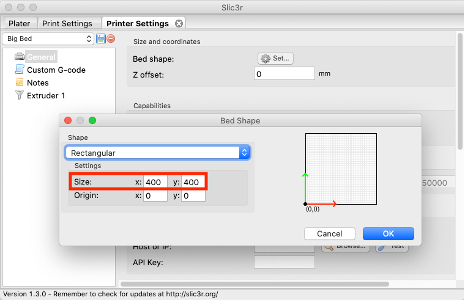 Slic3r
Plater Print Settings Printer Settings
Big Bed
General
Custom G-code
Notes
Extruder 1
Size and coordinates
Bed shape: Set...
Z offset: 0 mm
Capabilities
Bed Shape
Shape
Rectangular
Settings
Size: x: 400 y: 400
Origin: x: 0 y: 0
(0,0)
50000
Cancel OK
Host or IP: Browse... Test
API Key:
Version 1.3.0 - Remember to check for updates at http://slic3r.org/